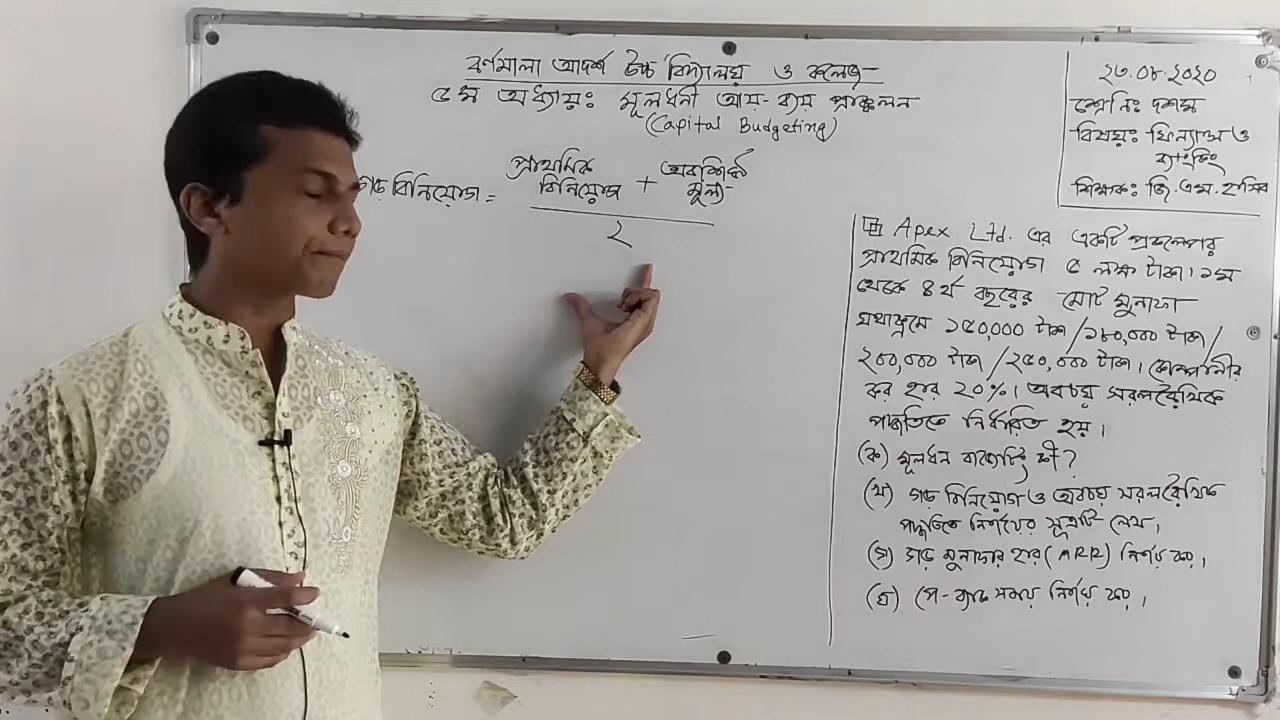 বর্ণমালা আদর্শ উচ্চ বিদ্যালয় ও কলেজ
৫ম অধ্যায়ঃ মূলধনী আয়-ব্যয় প্রাক্কলন
(Capital Budgeting)
২৩.০৮.২০২০
শ্রেনিঃ দশম
বিষয়ঃ ফিন্যান্স ও
ব্যাংকিং
শিক্ষকঃ জি.এম. হাসিব
গড় বিনিয়োগ = প্রাথমিক বিনিয়োগ + অবশিষ্ট মূল্য
২
Apex Ltd. এর একটি প্রকল্পের
প্রাথমিক বিনিয়োগ ৫ লক্ষ টাকা। ১ম
থেকে ৪র্থ বছরের মোট মুনাফা
যথাক্রমে ১৫০,০০০ টাকা/১৮০,০০০ টাকা/
২০০,০০০ টাকা/২৫০,০০০ টাকা। কোম্পানীর
কর হার ২০%। অবচয় সরলরৈখিক
পদ্ধতিতে নির্ধারিত হয়।
(ক) মূলধন বাজেটিং কী?
(খ) গড় বিনিয়োগ ও অবচয় সরলরৈখিক
পদ্ধতিতে নির্ণয়ের সূত্রটি লেখ।
(গ) গড় মুনাফার হার (ARR) নির্ণয় কর।
(ঘ) পে-ব্যাক সময় নির্ণয় কর।